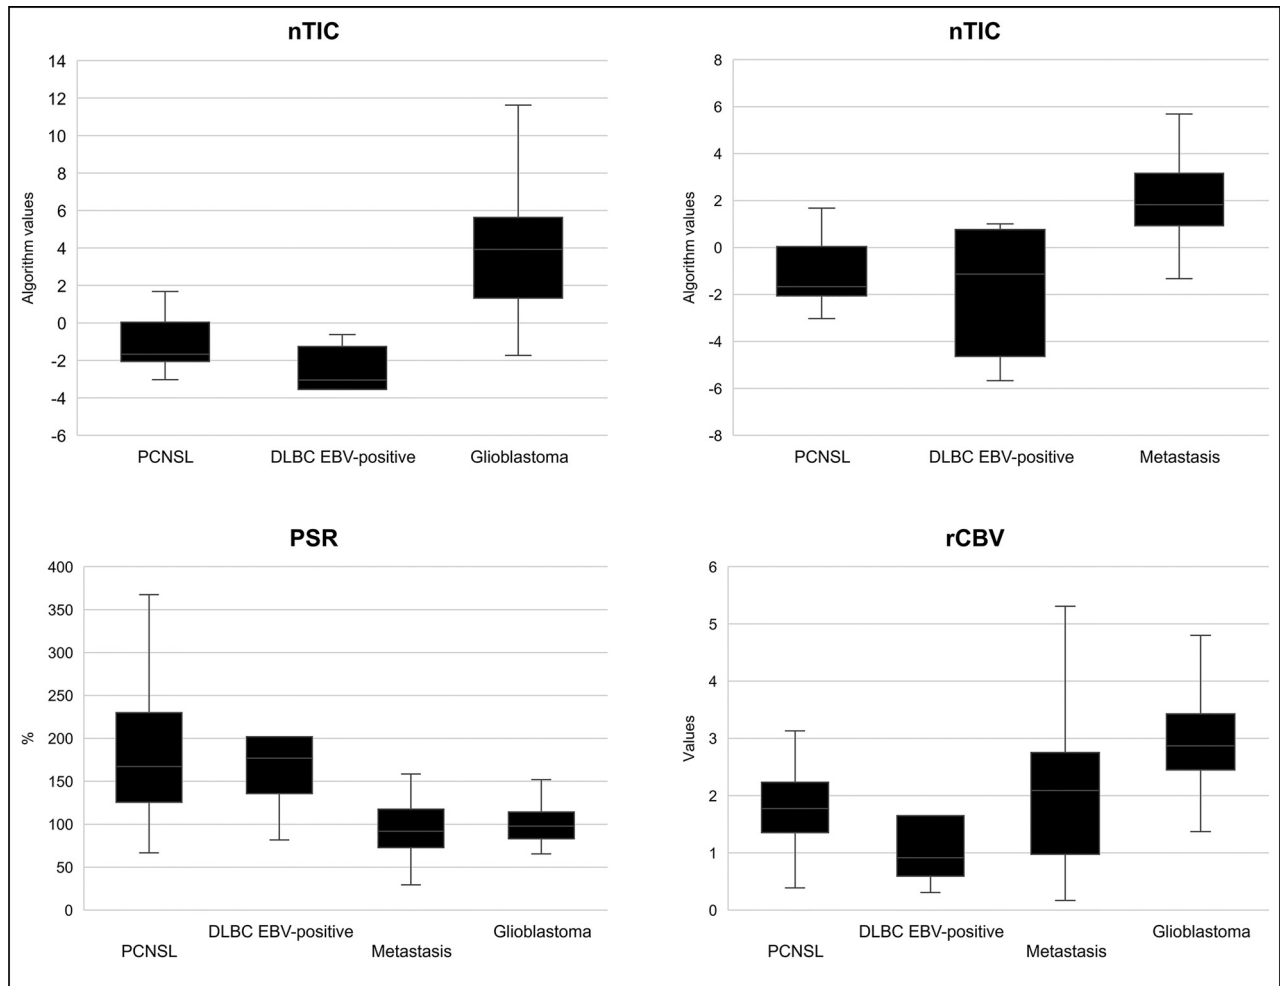 nTIC
14
12
10
8
6
4
2
0
-2
-4
-6
Algorithm values
PCNSL DLBC EBV-positive Glioblastoma
nTIC
8
6
4
2
0
-2
-4
-6
-8
Algorithm values
PCNSL DLBC EBV-positive Metastasis
PSR
400
350
300
250
200
150
100
50
0
%
DLBC EBV-positive Glioblastoma
PCNSL Metastasis
rCBV
6
5
4
3
2
1
0
Values
DLBC EBV-positive Glioblastoma
PCNSL Metastasis